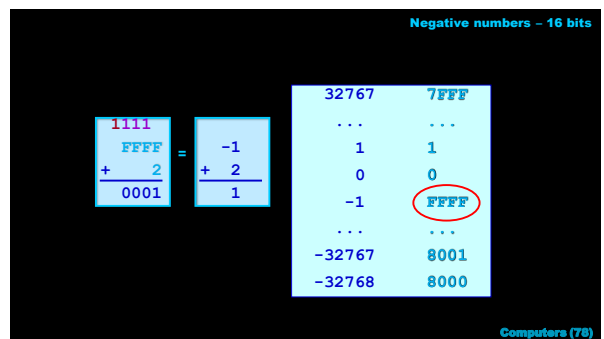 Negative numbers – 16 bits
1111
FFFF
+ 2
0001
=
-1
+ 2
1
32767 7FFF
... ...
1 1
0 0
-1 FFFF
... ...
-32767 8001
-32768 8000
Computers (78)